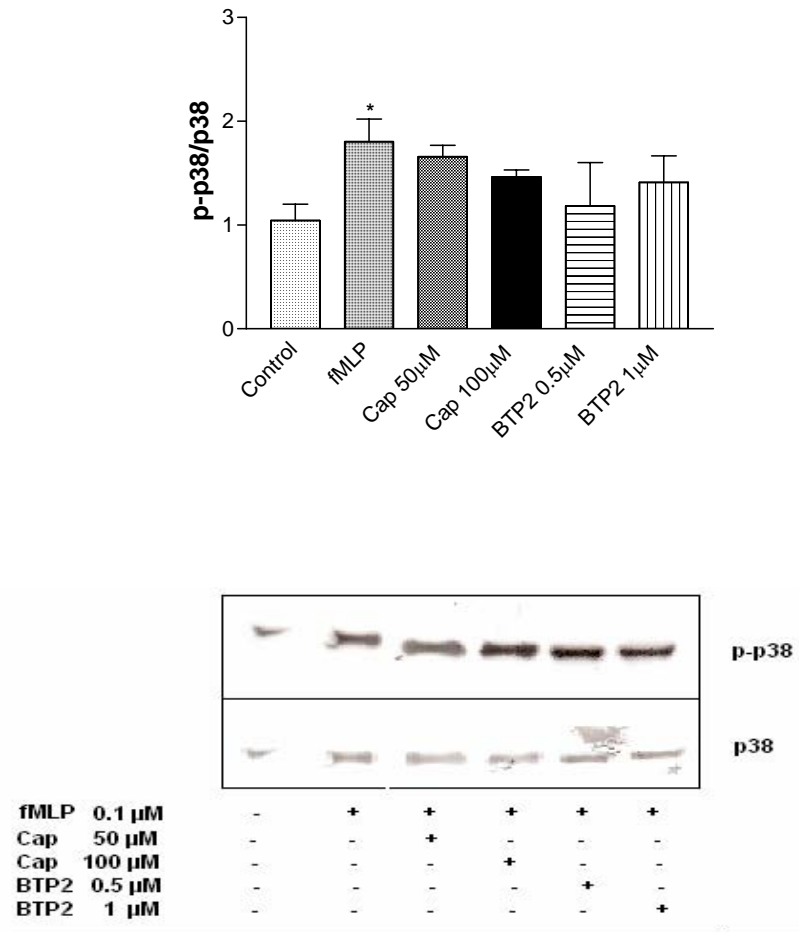 3
*
2
p-p38/p38
1
0
Control
fMLP
Cap 50µM
Cap 100µM
BTP2 0.5µM
BTP2 1µM
p-p38
p38
fMLP 0.1 µM - + + + + +
Cap 50 µM - - + - - -
Cap 100 µM - - - + - -
BTP2 0.5 µM - - - - + -
BTP2 1 µM - - - - - +